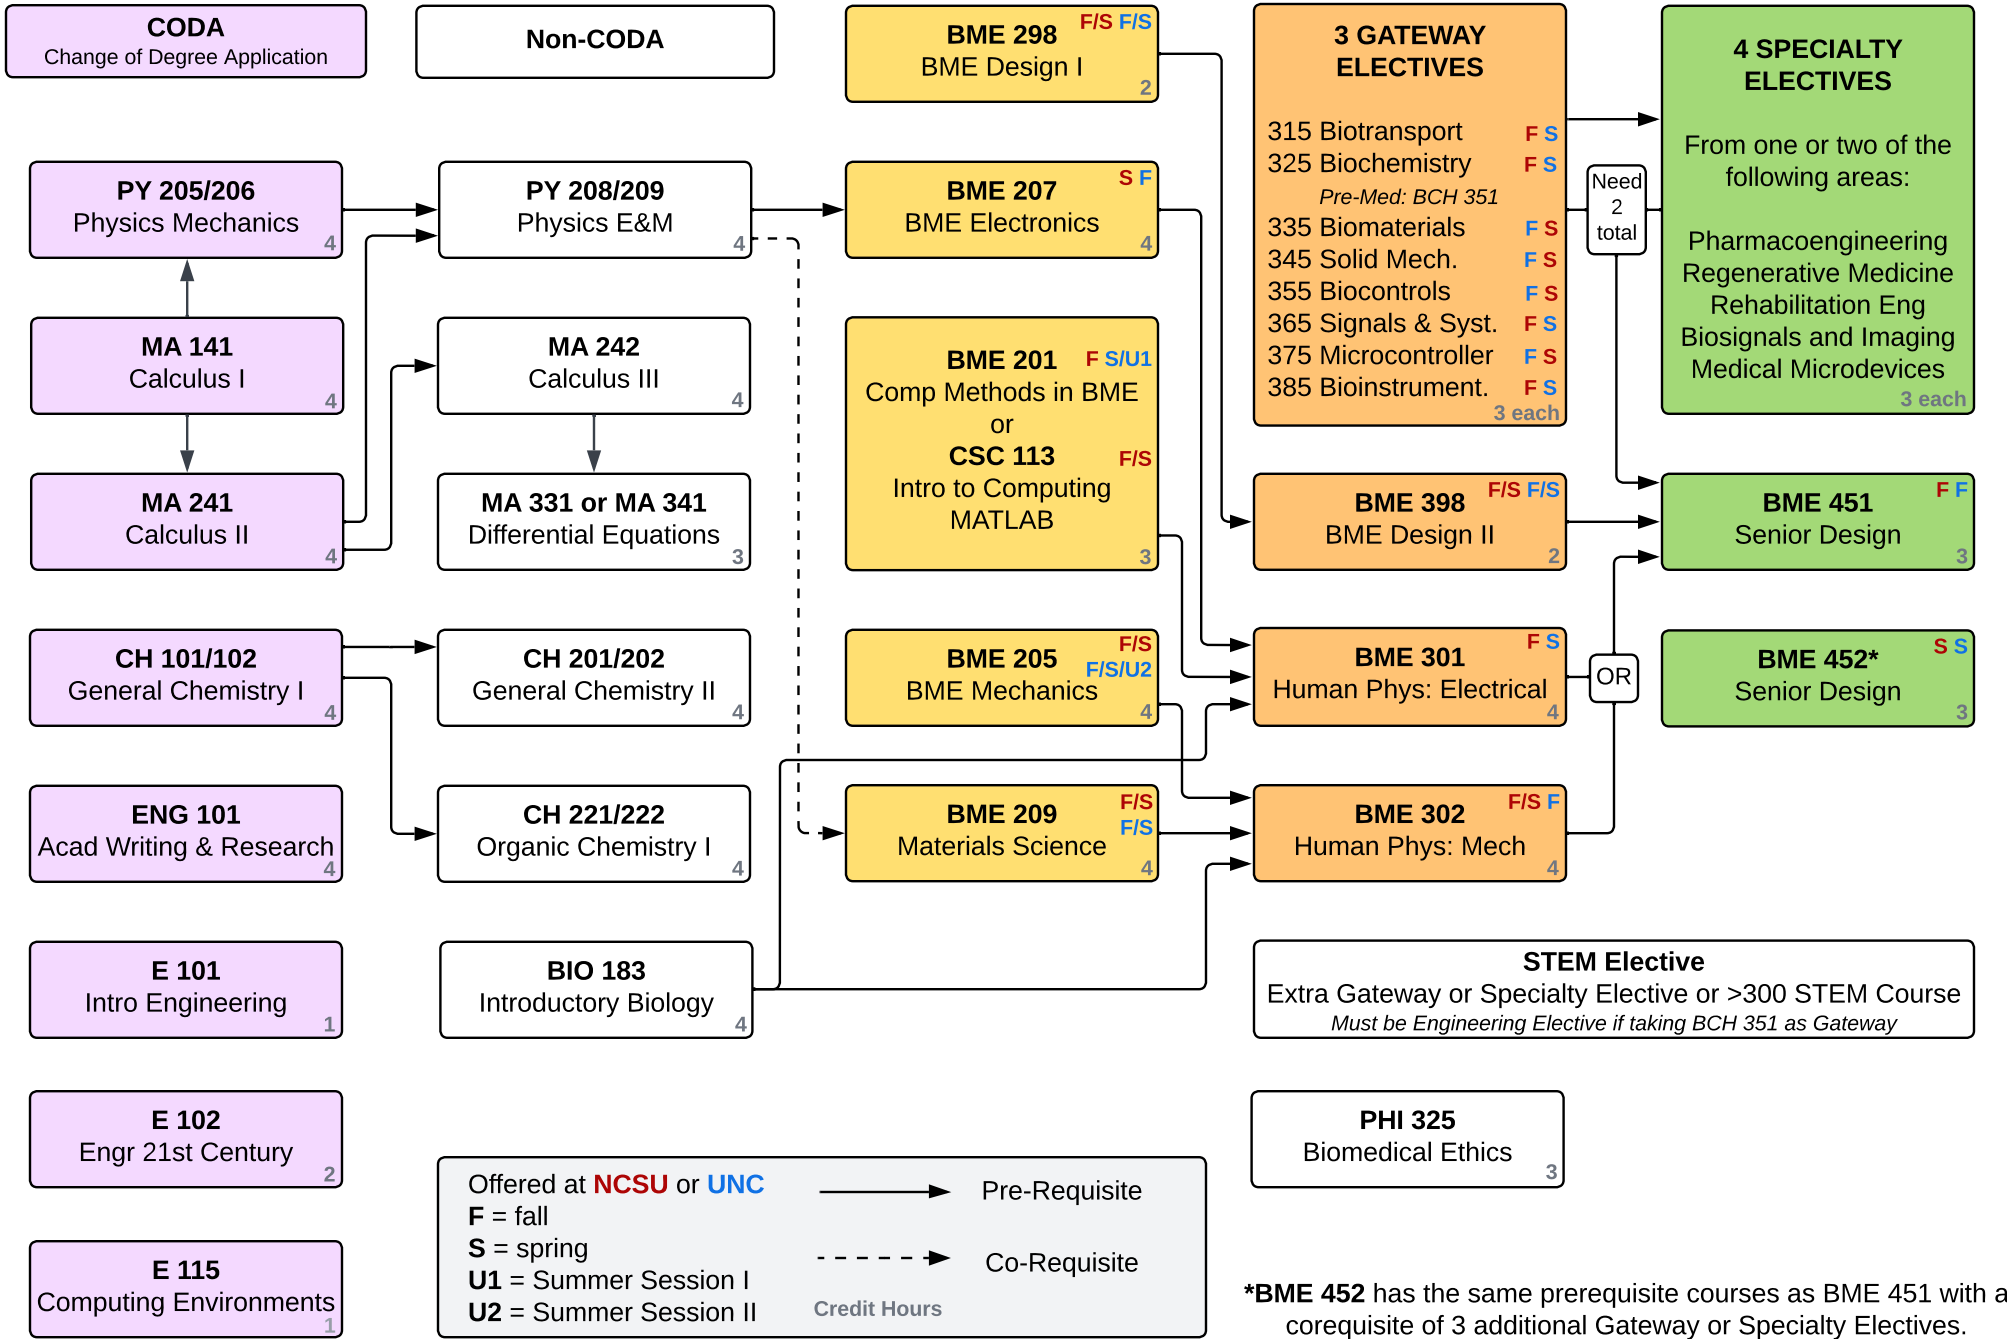 CODA
Change of Degree Application
Non-CODA
BME 298 F/S F/S
BME Design I
2
3 GATEWAY
ELECTIVES
315 Biotransport F S
325 Biochemistry F S
Pre-Med: BCH 351
335 Biomaterials F S
345 Solid Mech. F S
355 Biocontrols F S
365 Signals & Syst. F S
375 Microcontroller F S
385 Bioinstrument. F S
3 each
4 SPECIALTY
ELECTIVES
From one or two of the
following areas:
Pharmacoengineering
Regenerative Medicine
Rehabilitation Eng
Biosignals and Imaging
Medical Microdevices
3 each
Need
2
total
PY 205/206
Physics Mechanics
4
PY 208/209
Physics E&M
4
BME 207 S F
BME Electronics
4
MA 141
Calculus I
4
MA 242
Calculus III
4
BME 201 F S/U1
Comp Methods in BME
or
CSC 113 F/S
Intro to Computing
MATLAB
3
MA 241
Calculus II
4
MA 331 or MA 341
Differential Equations
3
BME 398 F/S F/S
BME Design II
2
BME 451 F F
Senior Design
3
CH 101/102
General Chemistry I
4
CH 201/202
General Chemistry II
4
BME 205 F/S
F/S/U2
BME Mechanics
4
BME 301 F S
Human Phys: Electrical
4
OR
BME 452* S S
Senior Design
3
ENG 101
Acad Writing & Research
4
CH 221/222
Organic Chemistry I
4
BME 209 F/S
F/S
Materials Science
4
BME 302 F/S F
Human Phys: Mech
4
E 101
Intro Engineering
1
BIO 183
Introductory Biology
4
STEM Elective
Extra Gateway or Specialty Elective or >300 STEM Course
Must be Engineering Elective if taking BCH 351 as Gateway
E 102
Engr 21st Century
2
PHI 325
Biomedical Ethics
3
E 115
Computing Environments
1
Offered at NCSU or UNC
F = fall
S = spring
U1 = Summer Session I
U2 = Summer Session II
Pre-Requisite
Co-Requisite
Credit Hours
*BME 452 has the same prerequisite courses as BME 451 with a
corequisite of 3 additional Gateway or Specialty Electives.